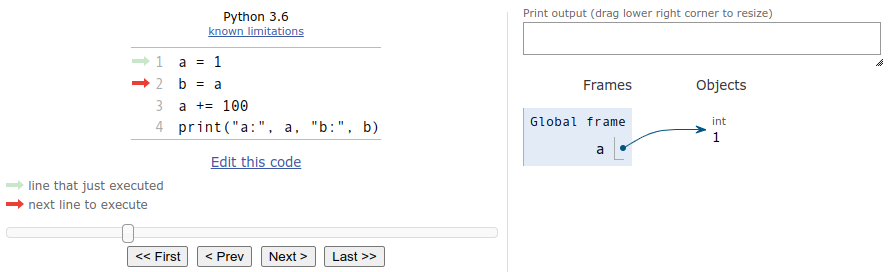 Python 3.6
known limitations
1 a = 1
2 b = a
3 a += 100
4 print("a:", a, "b:", b)
Edit this code
line that just executed
next line to execute
<< First < Prev Next > Last >>
Print output (drag lower right corner to resize)
Frames Objects
Global frame
a
int
1